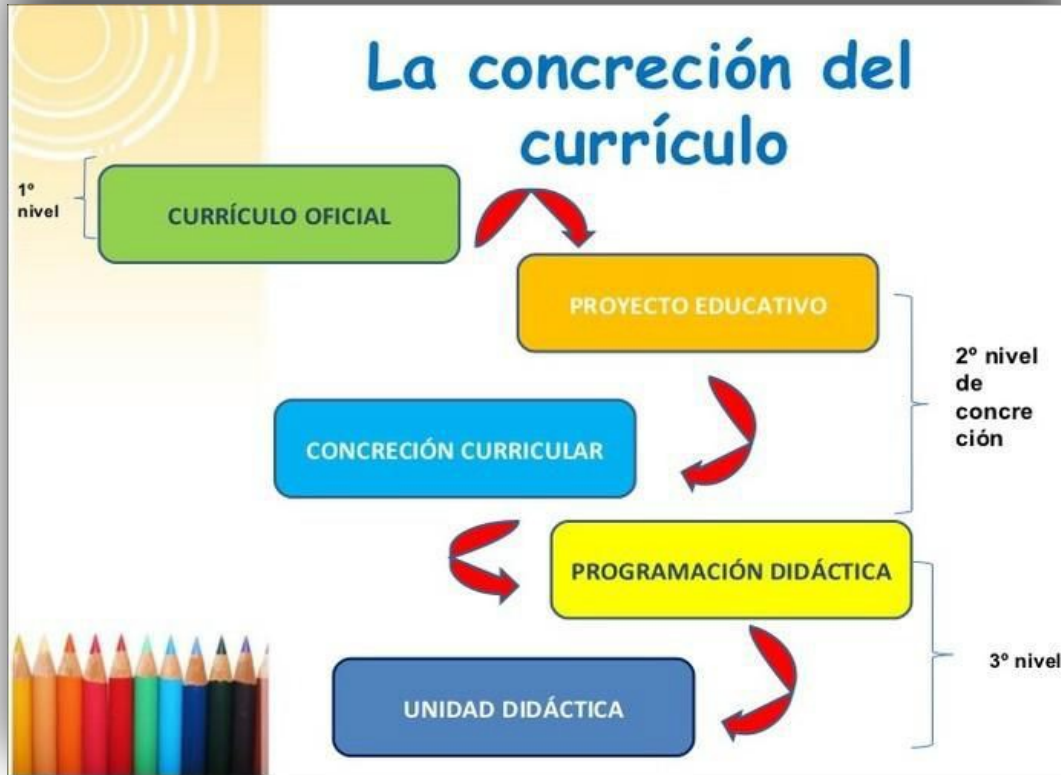 La concreción del
currículo
1º
nivel
CURRÍCULO OFICIAL
PROYECTO EDUCATIVO
2º nivel
de
concre
ción
CONCRECIÓN CURRICULAR
PROGRAMACIÓN DIDÁCTICA
3º nivel
UNIDAD DIDÁCTICA